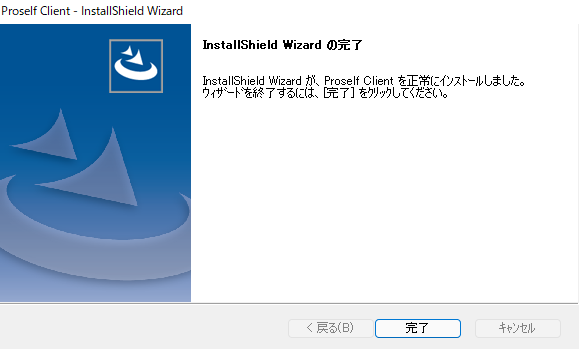 Proself Client - InstallShield Wizard
InstallShield Wizard の完了
InstallShield Wizard が、Proself Client を正常にインストールしました。
ウィザードを終了するには、[完了] をクリックしてください。
< 戻る(B)
完了
キャンセル